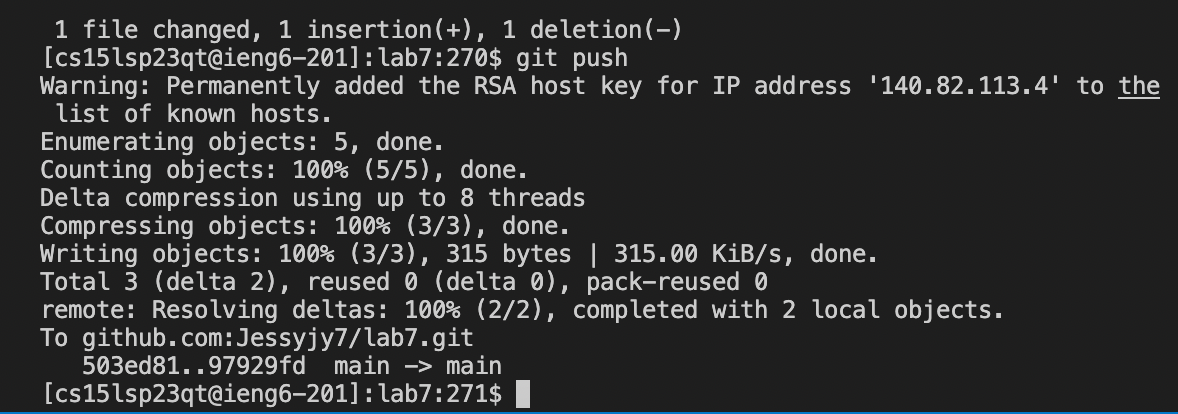 1 file changed, 1 insertion(+), 1 deletion(-)
[cs15lsp23qt@ieng6-201]:lab7:270$ git push
Warning: Permanently added the RSA host key for IP address '140.82.113.4' to the
list of known hosts.
Enumerating objects: 5, done.
Counting objects: 100% (5/5), done.
Delta compression using up to 8 threads
Compressing objects: 100% (3/3), done.
Writing objects: 100% (3/3), 315 bytes | 315.00 KiB/s, done.
Total 3 (delta 2), reused 0 (delta 0), pack-reused 0
remote: Resolving deltas: 100% (2/2), completed with 2 local objects.
To github.com:Jessyjy7/lab7.git
503ed81..97929fd  main -> main
[cs15lsp23qt@ieng6-201]:lab7:271$